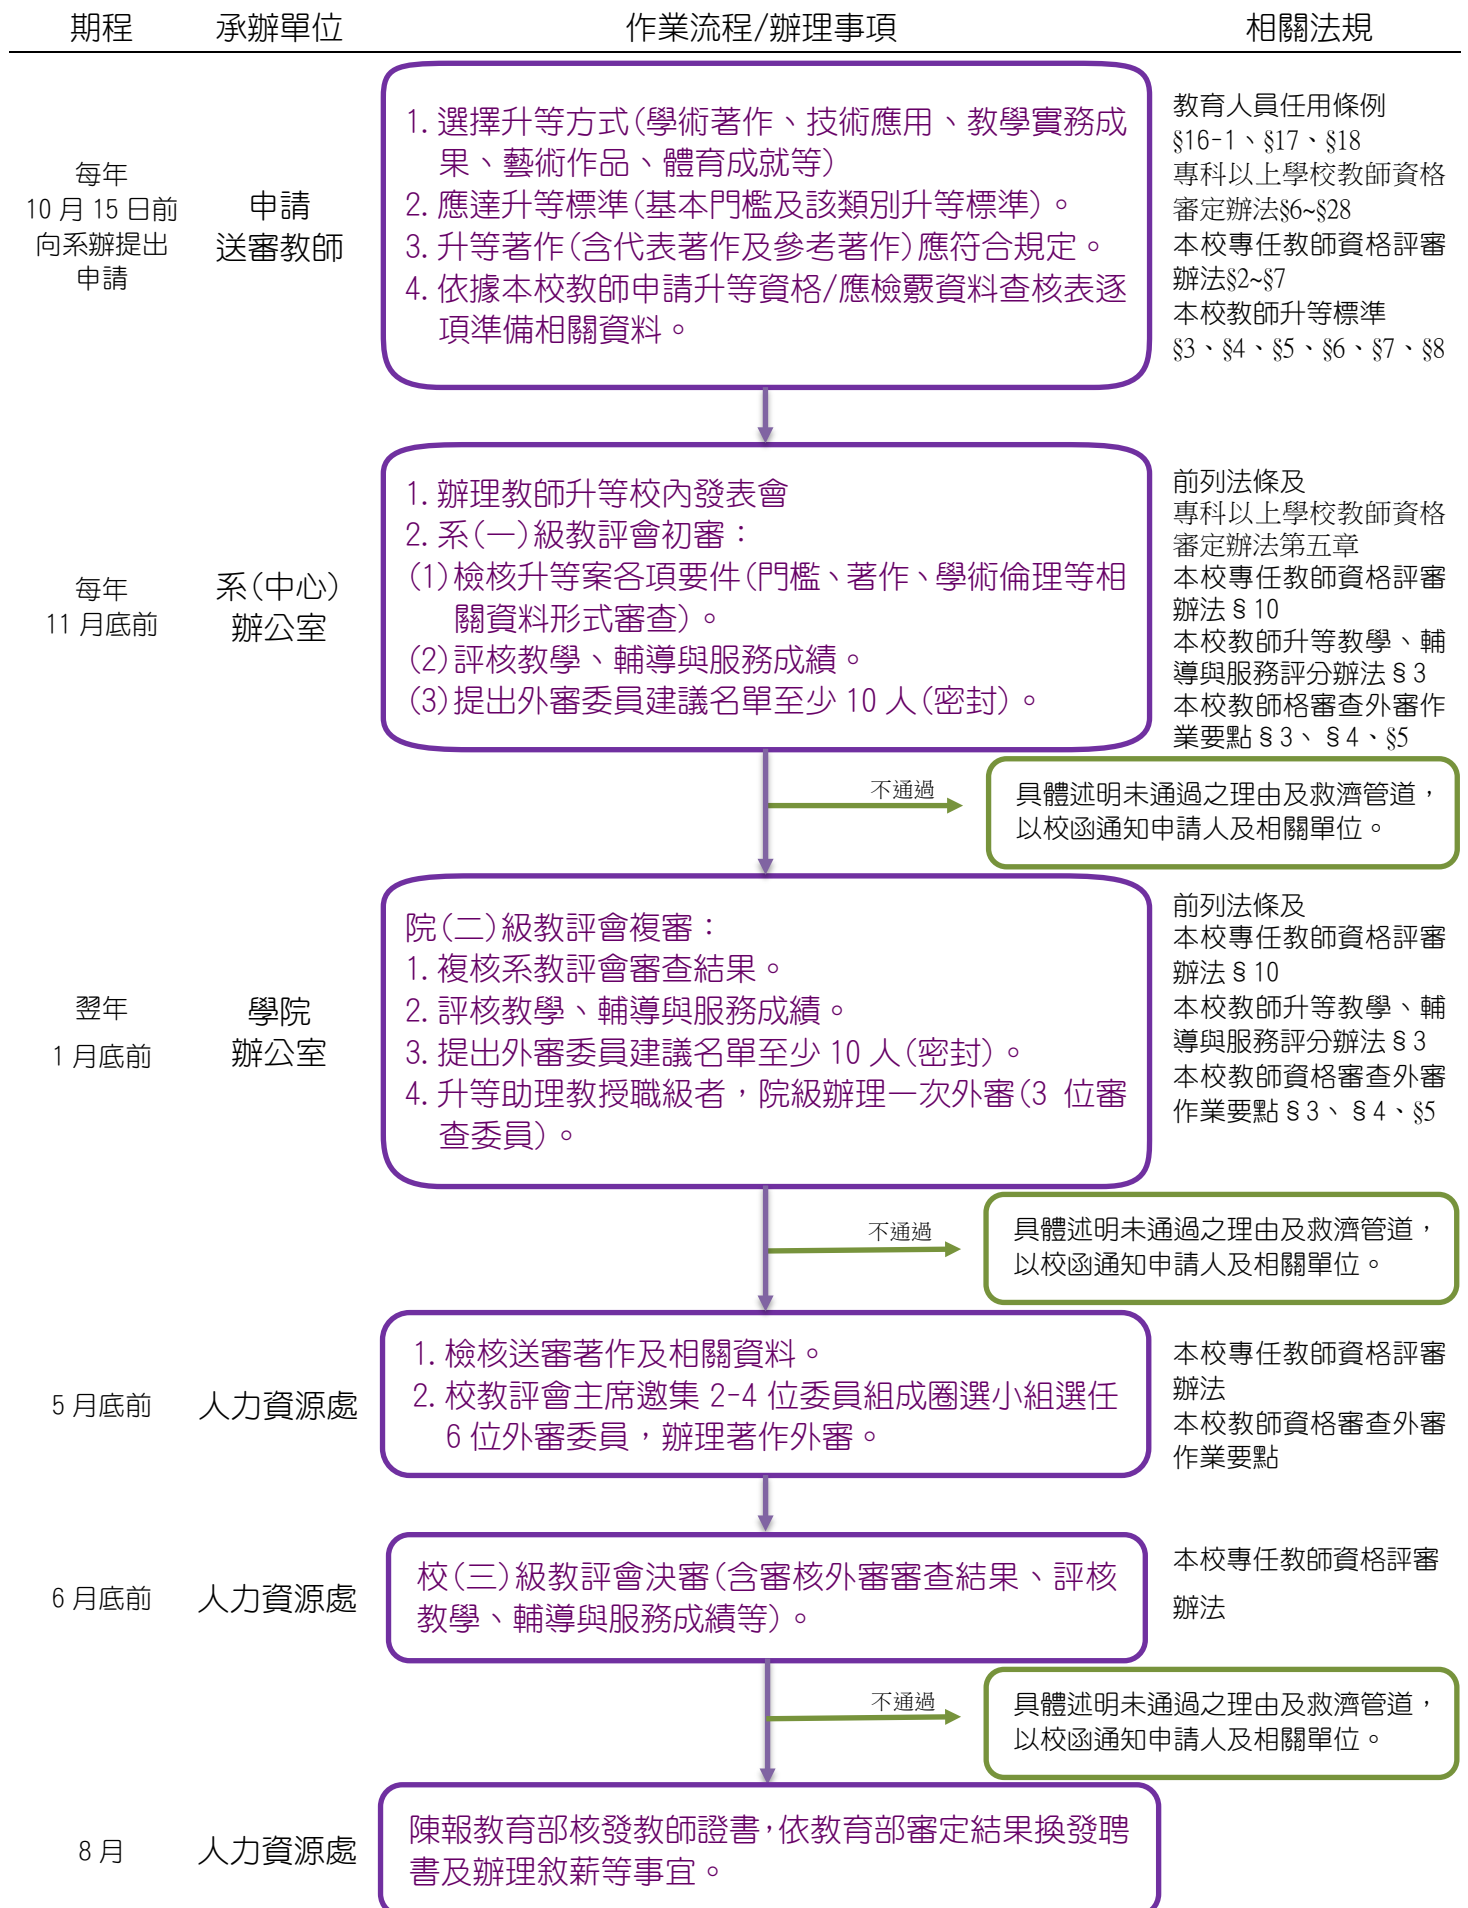 期程 承辦單位 作業流程/辦理事項 相關法規
每年
10 月 15 日前
向系辦提出
申請
申請
送審教師
1. 選擇升等方式(學術著作、技術應用、教學實務成
果、藝術作品、體育成就等)
2. 應達升等標準(基本門檻及該類別升等標準)。
3. 升等著作(含代表著作及參考著作)應符合規定。
4. 依據本校教師申請升等資格/應檢覈資料查核表逐
項準備相關資料。
教育人員任用條例
§16-1、§17、§18
專科以上學校教師資格
審定辦法§6~§28
本校專任教師資格評審
辦法§2~§7
本校教師升等標準
§3、§4、§5、§6、§7、§8
每年
11 月底前
系(中心)
辦公室
1. 辦理教師升等校內發表會
2. 系(一)級教評會初審：
(1)檢核升等案各項要件(門檻、著作、學術倫理等相
關資料形式審查)。
(2)評核教學、輔導與服務成績。
(3)提出外審委員建議名單至少 10 人(密封)。
前列法條及
專科以上學校教師資格
審定辦法第五章
本校專任教師資格評審
辦法§10
本校教師升等教學、輔
導與服務評分辦法§3
本校教師格審查外審作
業要點§3、§4、§5
不通過
具體述明未通過之理由及救濟管道，
以校函通知申請人及相關單位。
翌年
1 月底前
學院
辦公室
院(二)級教評會複審：
1. 複核系教評會審查結果。
2. 評核教學、輔導與服務成績。
3. 提出外審委員建議名單至少 10 人(密封)。
4. 升等助理教授職級者，院級辦理一次外審(3 位審
查委員)。
前列法條及
本校專任教師資格評審
辦法§10
本校教師升等教學、輔
導與服務評分辦法§3
本校教師資格審查外審
作業要點§3、§4、§5
不通過
具體述明未通過之理由及救濟管道，
以校函通知申請人及相關單位。
5 月底前
人力資源處
1. 檢核送審著作及相關資料。
2. 校教評會主席邀集 2-4 位委員組成圈選小組選任
6 位外審委員，辦理著作外審。
本校專任教師資格評審
辦法
本校教師資格審查外審
作業要點
6 月底前
人力資源處
校(三)級教評會決審(含審核外審審查結果、評核
教學、輔導與服務成績等)。
本校專任教師資格評審
辦法
不通過
具體述明未通過之理由及救濟管道，
以校函通知申請人及相關單位。
8 月
人力資源處
陳報教育部核發教師證書，依教育部審定結果換發聘
書及辦理敘薪等事宜。